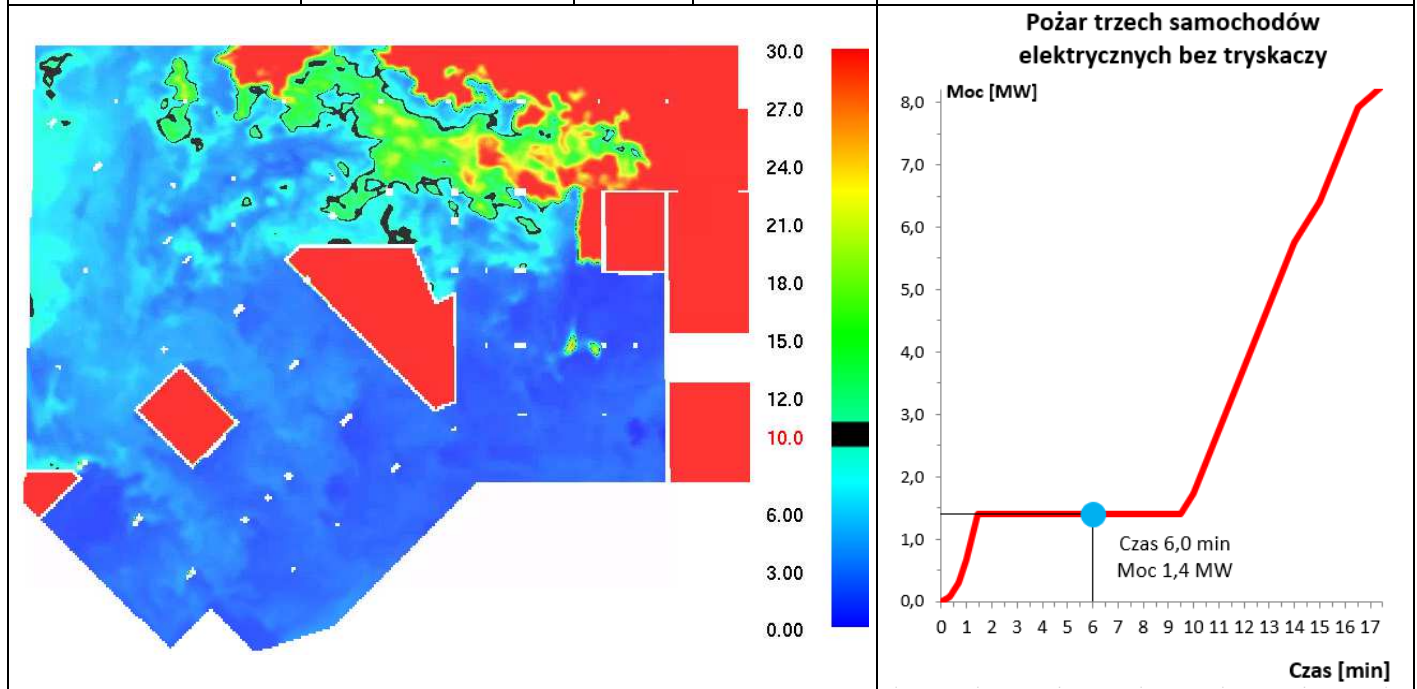 30.0
27.0
24.0
21.0
18.0
15.0
12.0
10.0
6.00
3.00
0.00
Pożar trzech samochodów
elektrycznych bez tryskaczy
Moc [MW]
8,0
7,0
6,0
5,0
4,0
3,0
2,0
1,0
0,0
Czas 6,0 min
Moc 1,4 MW
0 1 2 3 4 5 6 7 8 9 10 11 12 13 14 15 16 17
Czas [min]